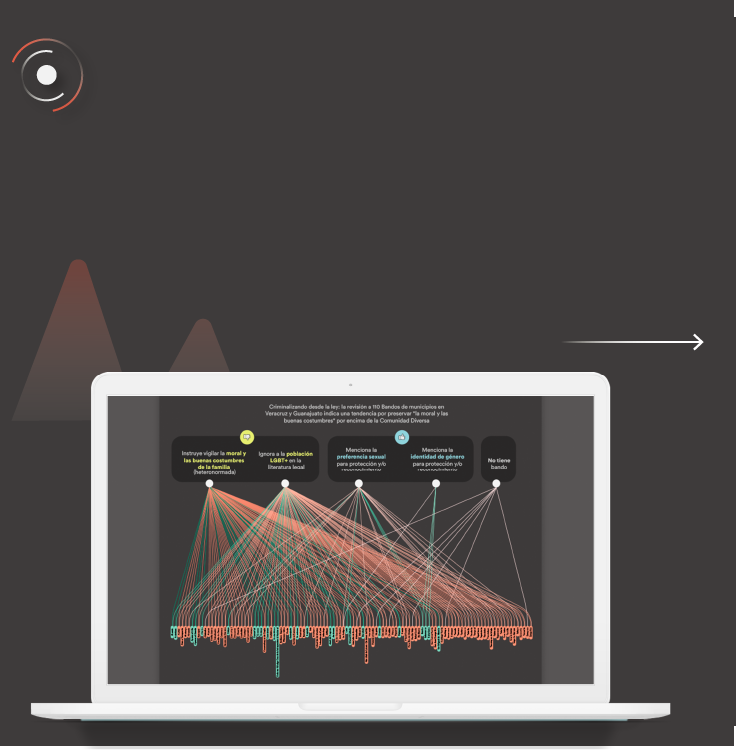 Criminalizando desde la ley: la revisión a 110 Bandos de municipios en
Veracruz y Guanajuato indica una tendencia por preservar "la moral y las
buenas costumbres" por encima de la Comunidad Diversa
Instruye vigilar la moral y
las buenas costumbres
de la familia
(heteronormada)
Ignora a la población
LGBT+ en la
literatura legal
Menciona la
preferencia sexual
para protección y/o
Menciona la
identidad de género
para protección y/o
No tiene
bando